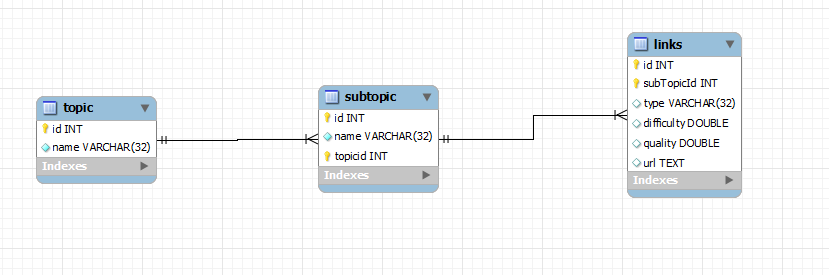 topic
id INT
name VARCHAR(32)
Indexes
subtopic
id INT
name VARCHAR(32)
topicid INT
Indexes
links
id INT
subTopicId INT
type VARCHAR(32)
difficulty DOUBLE
quality DOUBLE
url TEXT
Indexes